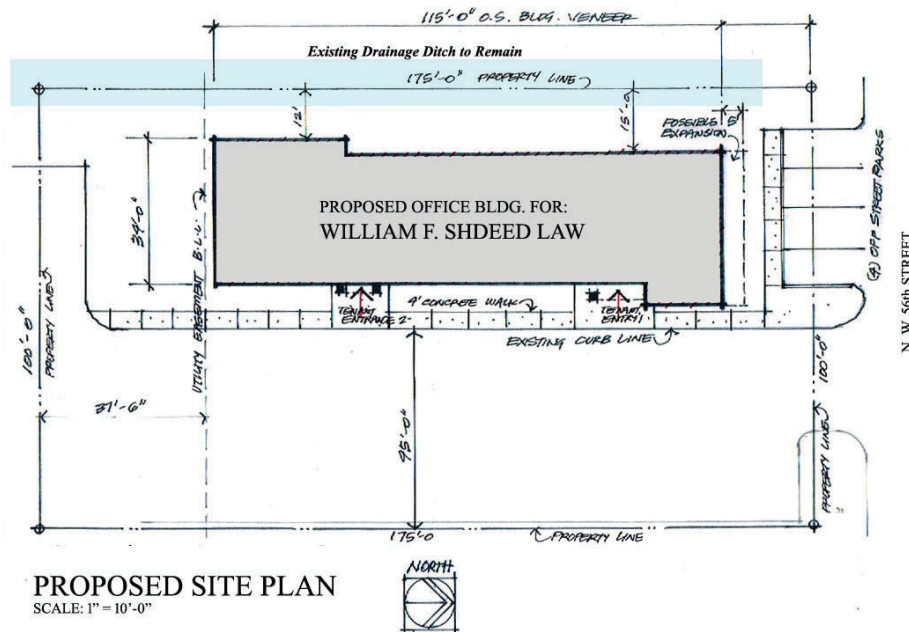 115'-0" O.S. BLDG. VENEER
Existing Drainage Ditch to Remain
175'-0" PROPERTY LINE
12'
15'-0
5'
POSSIBLE
EXPANSION
34'-0"
PROPOSED OFFICE BLDG. FOR:
WILLIAM F. SHDEED LAW
UTILITY EASEMENT B.L.L.
(9) OFF STREET PARKS
N. W. 56th STREET
4' CONCRETE WALK
TENANT
ENTRANCE 2
TENANT
ENTRY 1
EXISTING CURB LINE
100'-0"
PROPERTY LINE
37'-6"
95'-0"
100'-0"
PROPERTY LINE
175'-0
PROPERTY LINE
NORTH
PROPOSED SITE PLAN
SCALE: 1" = 10'-0"